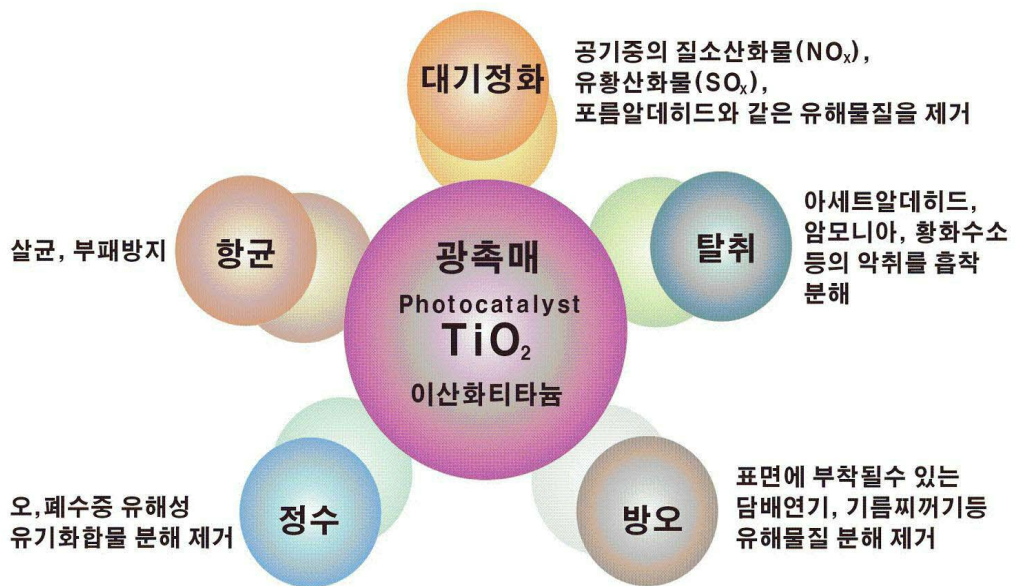 대기정화
공기중의 질소산화물(NOx),
유황산화물(SOx),
포름알데히드와 같은 유해물질을 제거
항균
살균, 부패방지
광촉매
Photocatalyst
TiO₂
이산화티타늄
탈취
아세트알데히드,
암모니아, 황화수소
등의 악취를 흡착
분해
정수
오,폐수중 유해성
유기화합물 분해 제거
방오
표면에 부착될수 있는
담배연기, 기름찌꺼기등
유해물질 분해 제거